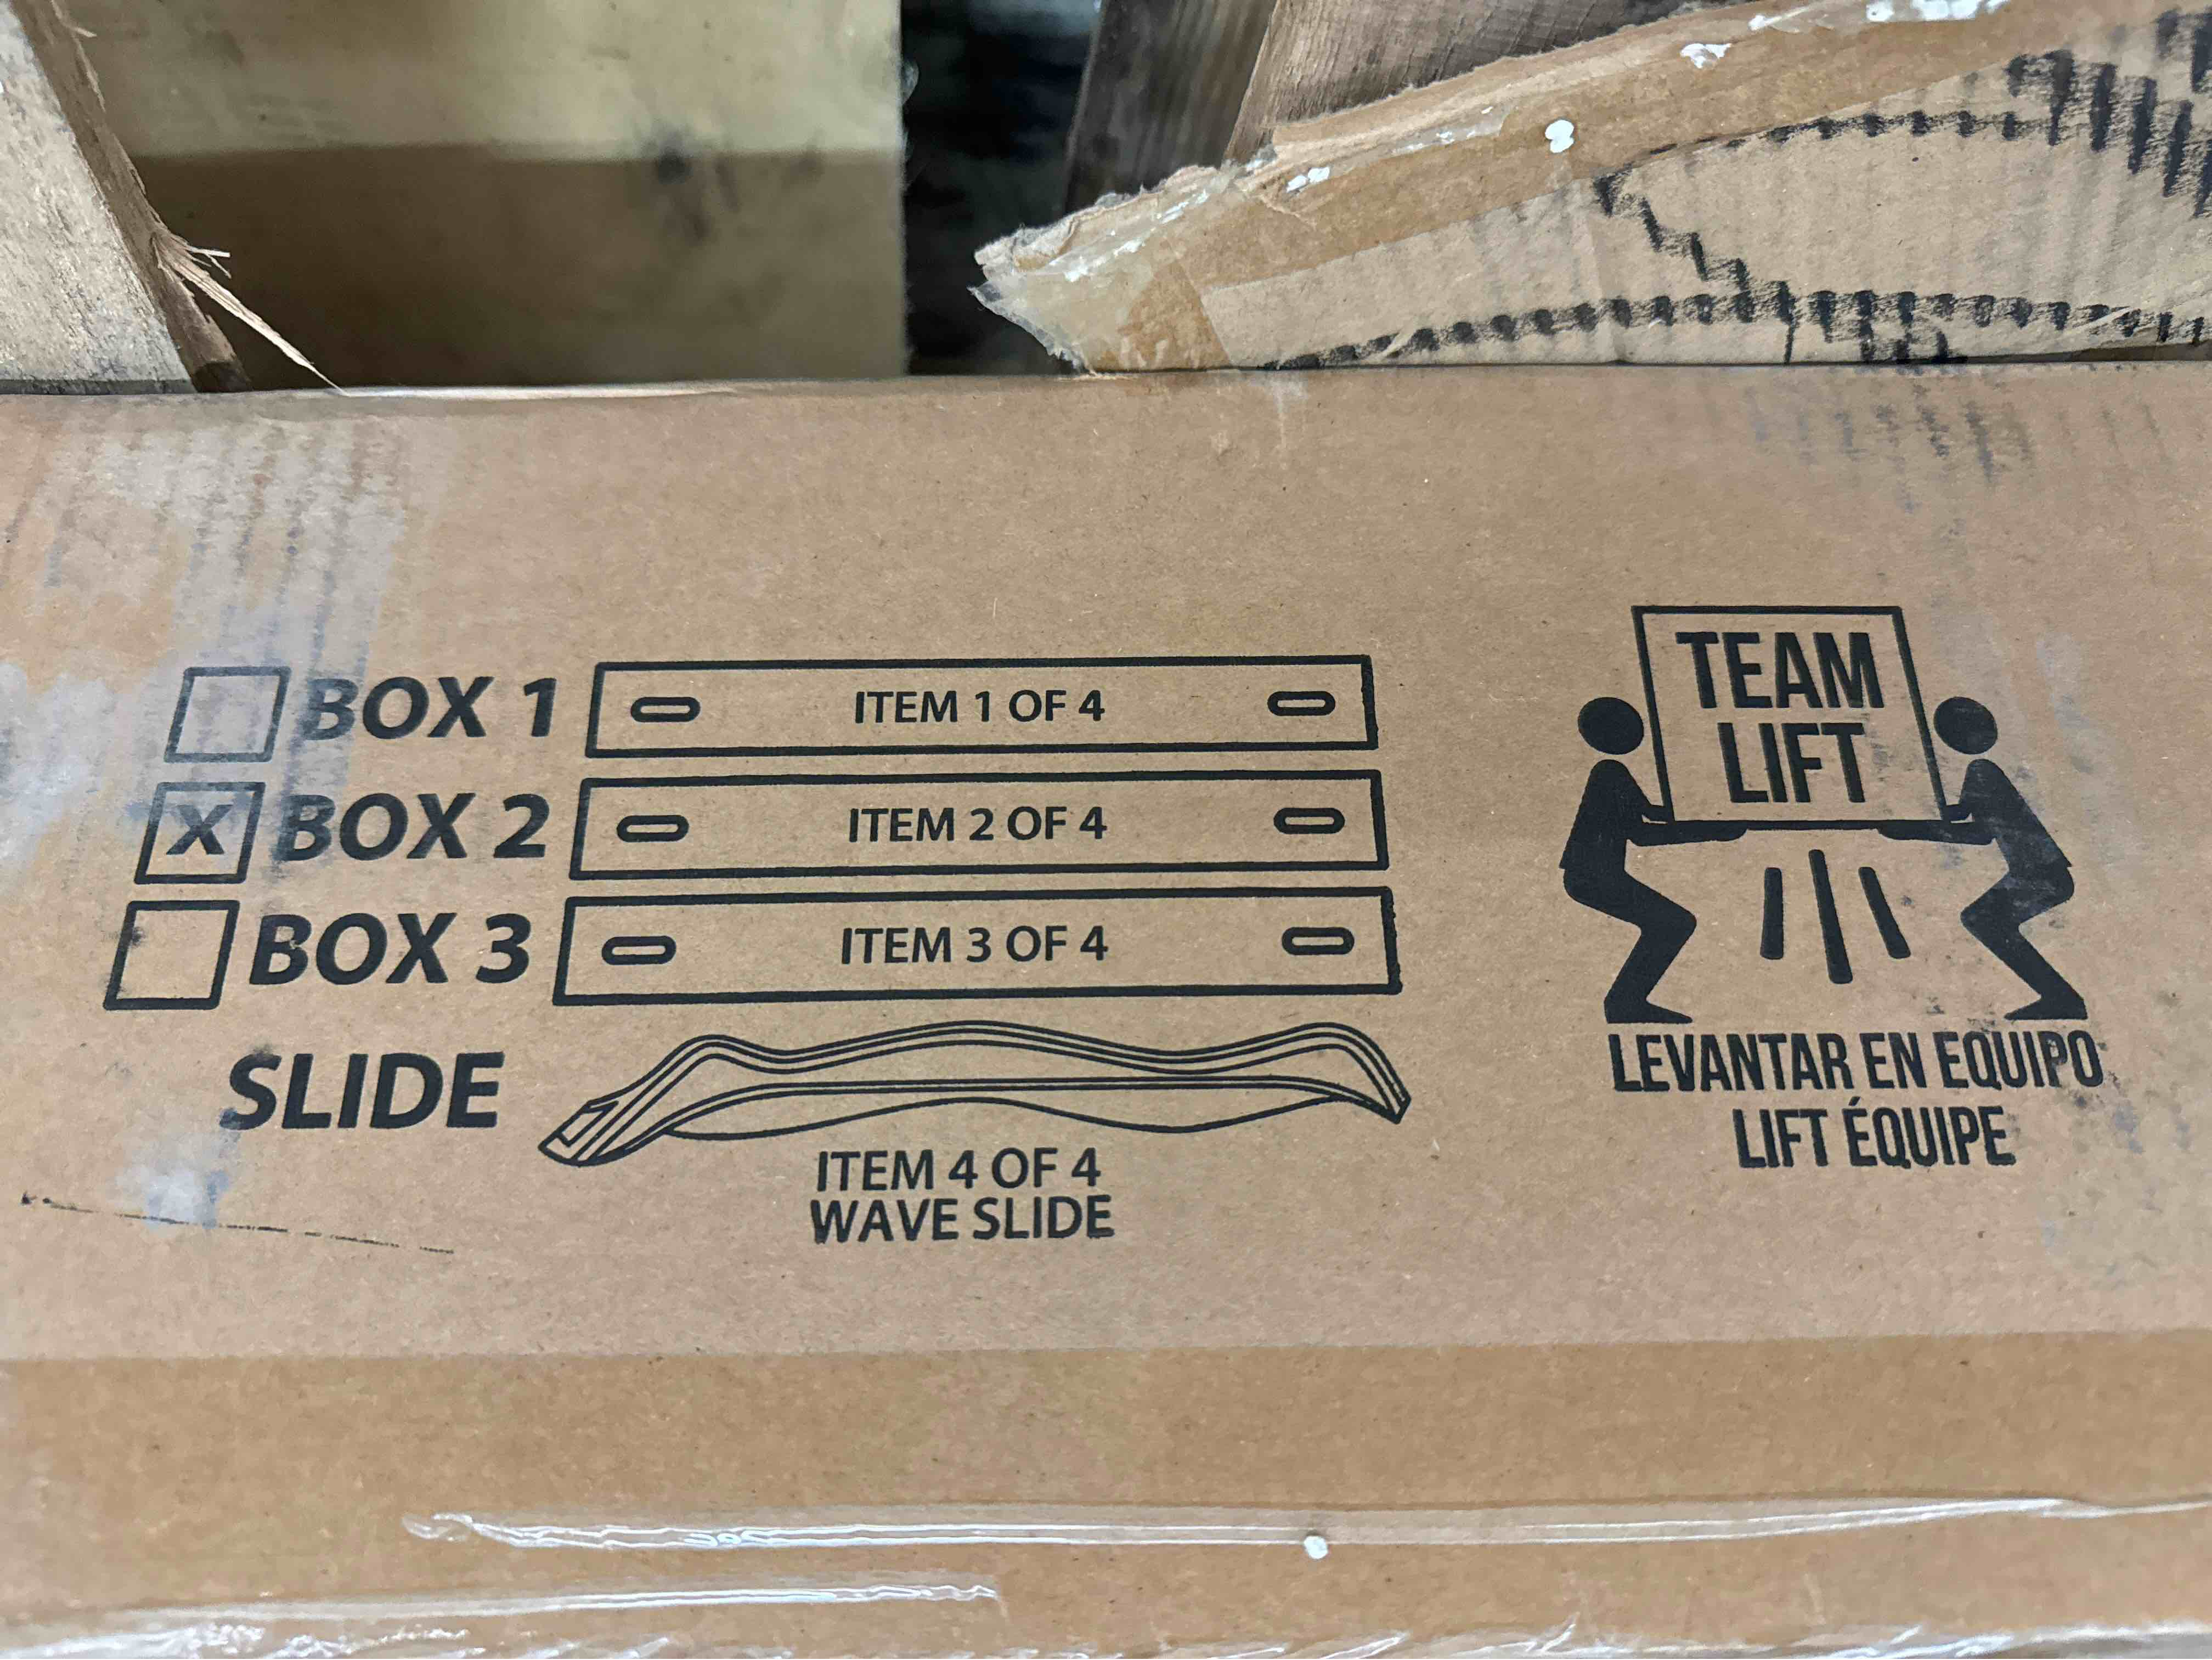 BOX 1 ITEM 1 OF 4
X BOX 2 ITEM 2 OF 4
BOX 3 ITEM 3 OF 4
SLIDE
ITEM 4 OF 4
WAVE SLIDE
TEAM
LIFT
LEVANTAR EN EQUIPO
LIFT ÉQUIPE